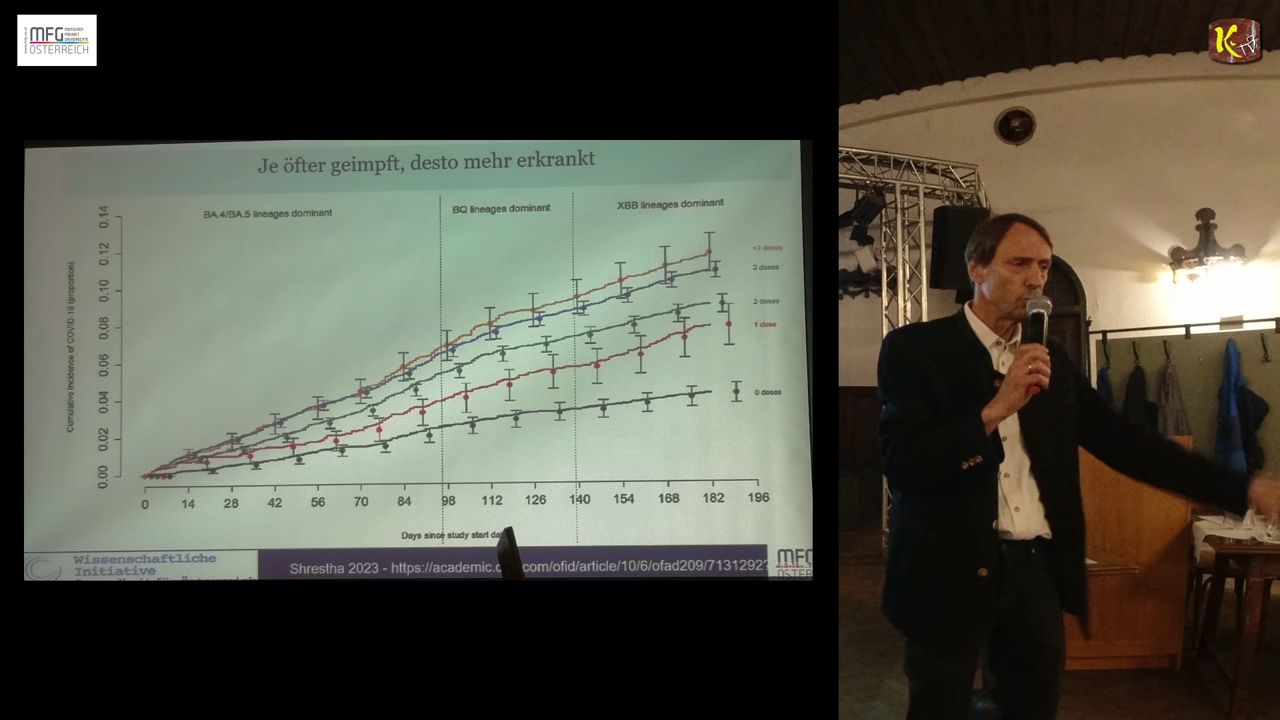 MFG
ÖSTERREICH
K
TV
Je öfter geimpft, desto mehr erkrankt
BA.4/BA.5 lineages dominant
BQ lineages dominant
XBB lineages dominant
Cumulative incidence of COVID-19 (proportion)
0.14
0.12
0.10
0.08
0.06
0.04
0.02
0.00
>3 doses
3 doses
2 doses
1 dose
0 doses
0 14 28 42 56 70 84 98 112 126 140 154 168 182 196
Days since study start
Wissenschaftliche
Initiative
Shrestha 2023 - https://academic.
.com/ofid/article/10/6/ofad209/7131292?
MFG